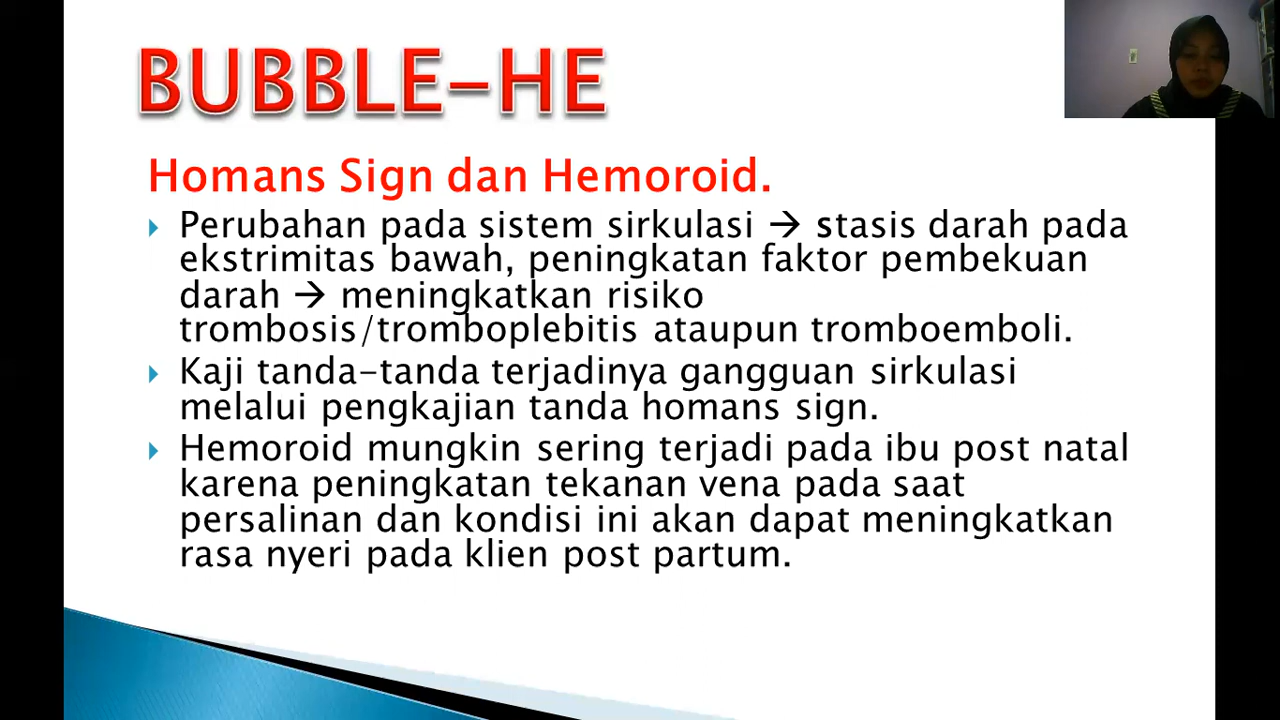 BUBBLE-HE
Homans Sign dan Hemoroid.
Perubahan pada sistem sirkulasi → stasis darah pada
ekstrimitas bawah, peningkatan faktor pembekuan
darah → meningkatkan risiko
trombosis/tromboplebitis ataupun tromboemboli.
Kaji tanda-tanda terjadinya gangguan sirkulasi
melalui pengkajian tanda homans sign.
Hemoroid mungkin sering terjadi pada ibu post natal
karena peningkatan tekanan vena pada saat
persalinan dan kondisi ini akan dapat meningkatkan
rasa nyeri pada klien post partum.